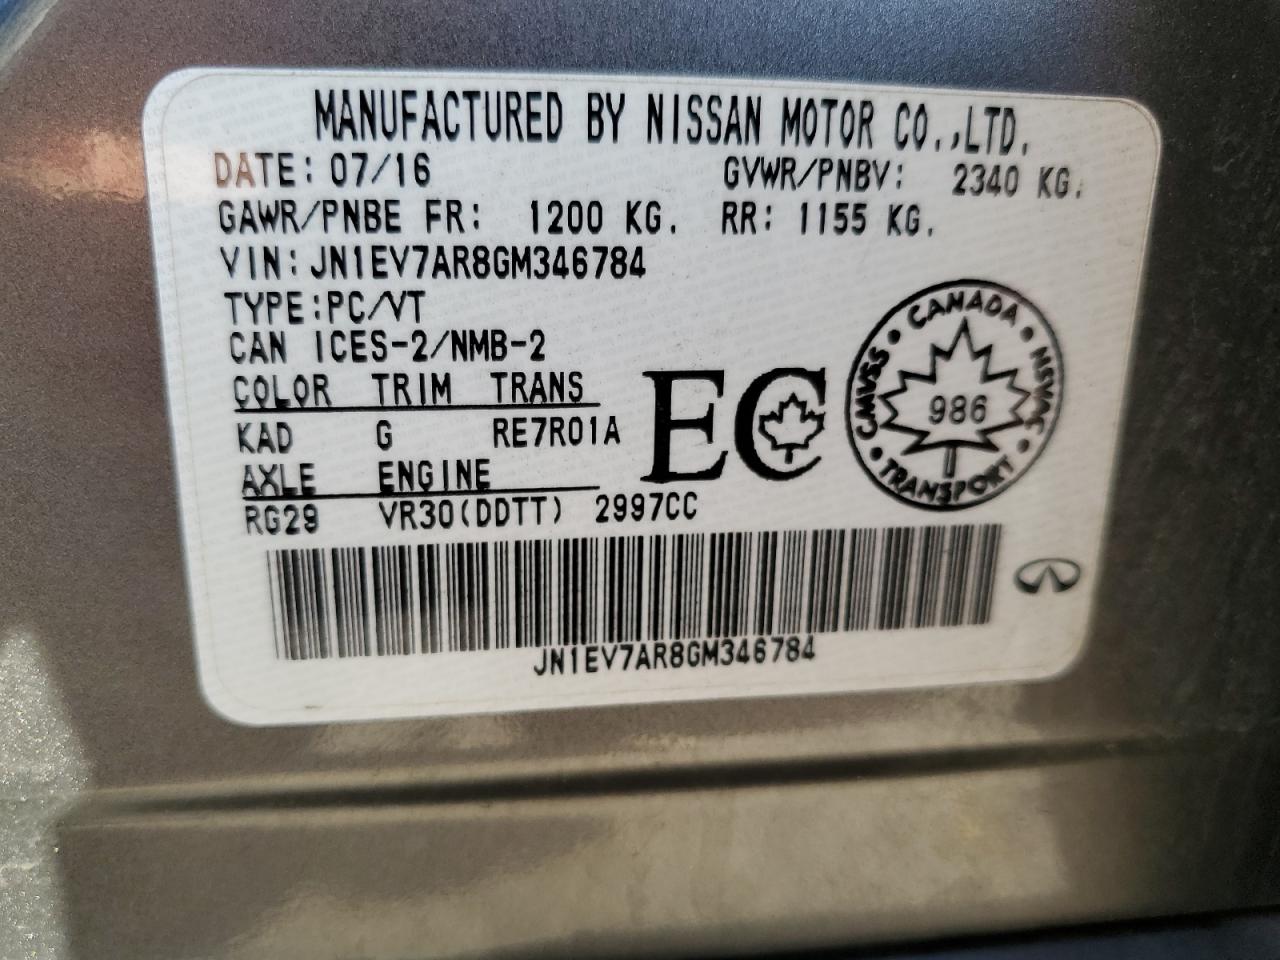 MANUFACTURED BY NISSAN MOTOR CO.,LTD.
DATE: 07/16 GVWR/PNBV: 2340 KG.
GAWR/PNBE FR: 1200 KG. RR: 1155 KG.
VIN: JN1EV7AR8GM346784
TYPE:PC/VT
CAN ICES-2/NMB-2
COLOR TRIM TRANS
KAD G RE7R01A
AXLE ENGINE
RG29 VR30(DDTT) 2997CC
EC
CANADA
CMVSS • NSVAC
986
TRANSPORT
JN1EV7AR8GM346784